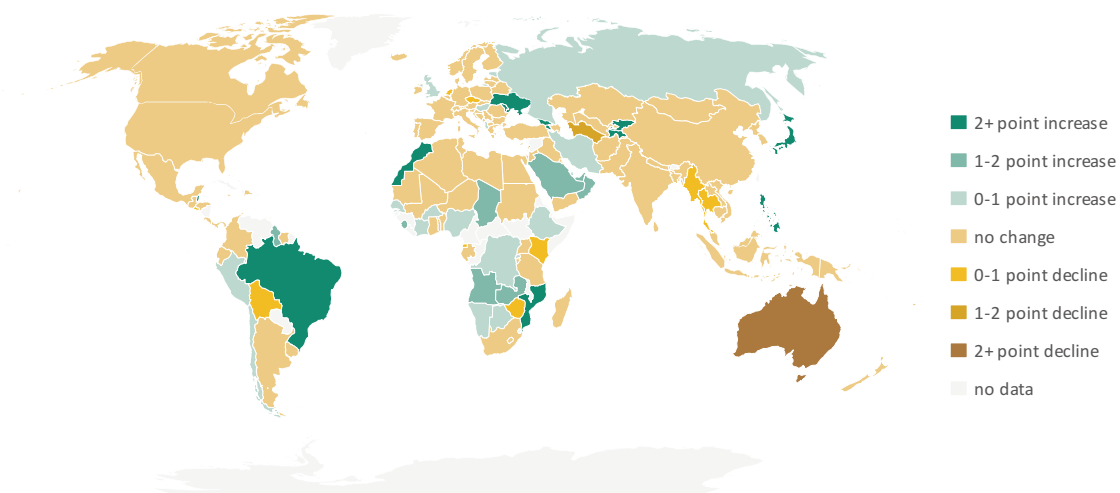 2+ point increase
1-2 point increase
0-1 point increase
no change
0-1 point decline
1-2 point decline
2+ point decline
no data